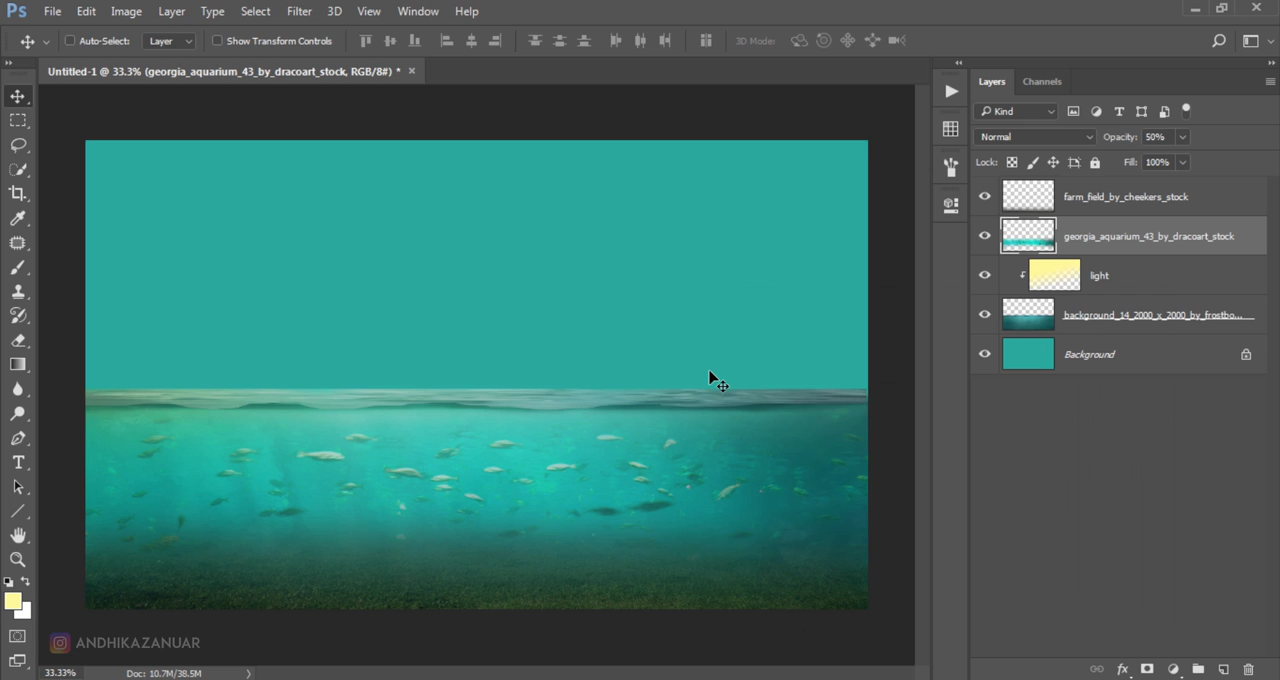 Ps File Edit Image Layer Type Select Filter 3D View Window Help
Auto-Select: Layer Show Transform Controls 3D Mode:
Untitled-1 @ 33.3% (georgia_aquarium_43_by_dracoart_stock, RGB/8#) * ×
Layers Channels
Kind
Normal Opacity: 50%
Lock: Fill: 100%
farm_field_by_cheekers_stock
georgia_aquarium_43_by_dracoart_stock
light
background_14_2000_x_2000_by_frostbo...
Background
ANDHIKAZANUAR
33.33% Doc: 10.7M/38.5M
fx